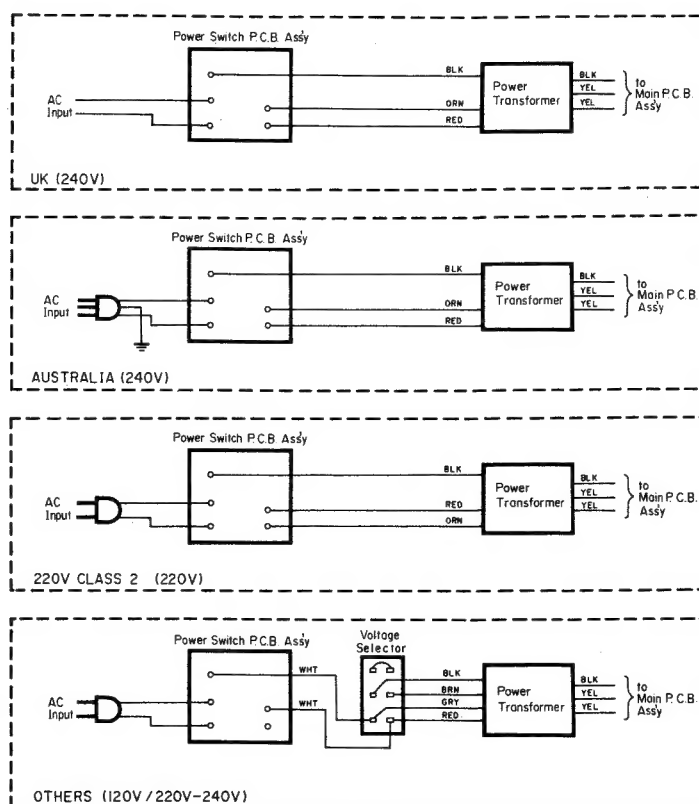 Power Switch P.C.B. Ass'y
BLK
BLK
to
AC
Input
Power
Transformer
YEL
Main P.C.B.
ORN
YEL
Ass'y
RED
UK (240V)
Power Switch P.C.B. Ass'y
BLK
BLK
to
AC
Input
Power
Transformer
YEL
Main P.C.B.
ORN
YEL
Ass'y
RED
AUSTRALIA (240V)
Power Switch P.C.B. Ass'y
BLK
BLK
to
AC
Input
Power
Transformer
YEL
Main P.C.B.
RED
YEL
Ass'y
ORN
220V CLASS 2 (220V)
Power Switch P.C.B. Ass'y
Voltage
Selector
WHT
BLK
BLK
to
AC
Input
BRN
Power
Transformer
YEL
Main P.C.B.
WHT
GRY
YEL
Ass'y
RED
OTHERS (120V/220V-240V)